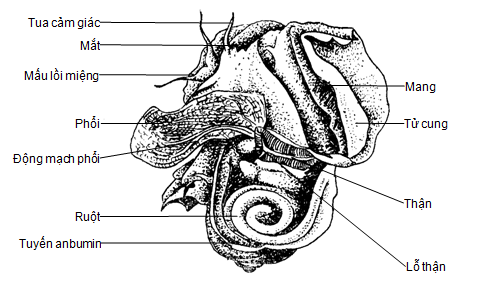 Tua cảm giác
Mắt
Mấu lồi miệng
Phổi
Động mạch phổi
Ruột
Tuyến anbumin
Mang
Tử cung
Thận
Lỗ thận